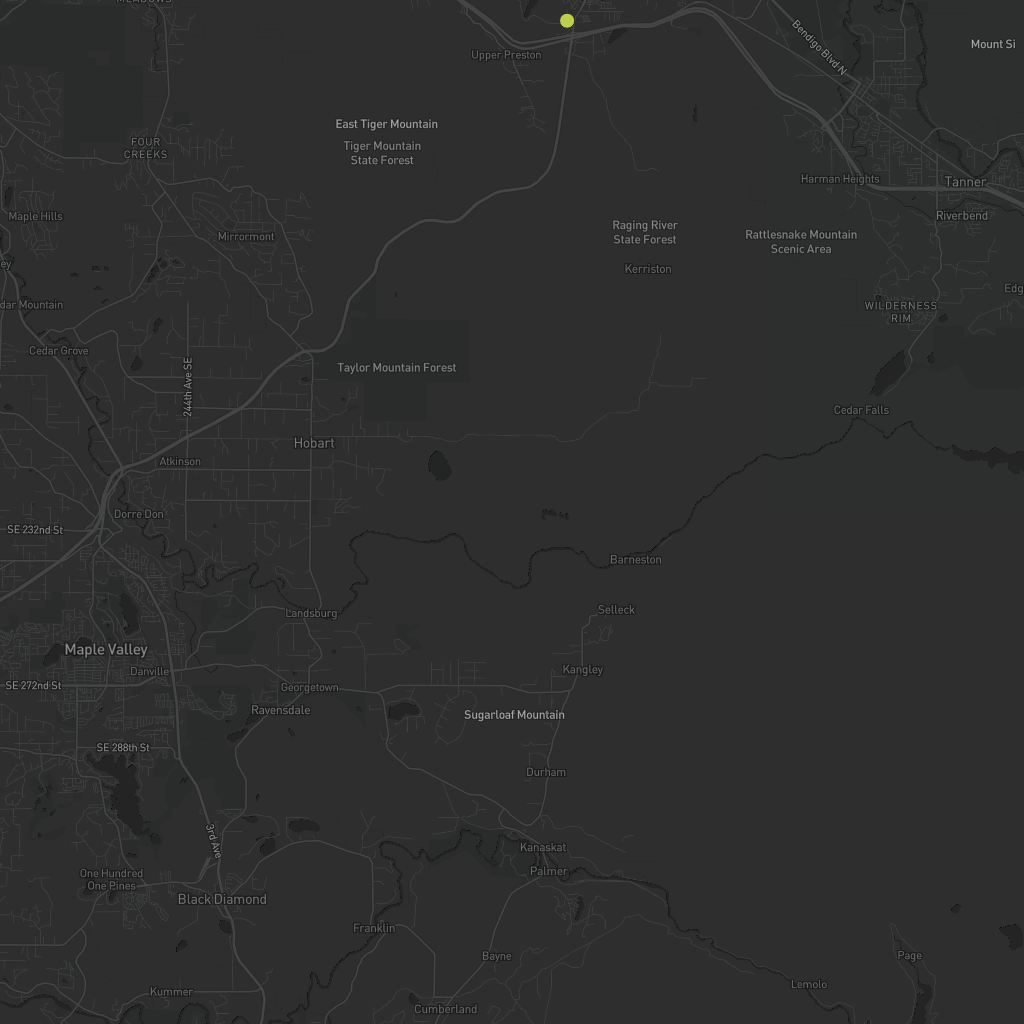 MEADOWS
Upper Preston
Bendigo Blvd N
Mount Si
East Tiger Mountain
Tiger Mountain
State Forest
FOUR
CREEKS
Harman Heights
Tanner
Maple Hills
Riverbend
Mirrormont
Raging River
State Forest
Rattlesnake Mountain
Scenic Area
ey
Kerriston
dar Mountain
Edg
WILDERNESS
RIM
Cedar Grove
244th Ave SE
Taylor Mountain Forest
Cedar Falls
Hobart
Atkinson
Dorre Don
SE 232nd St
Barneston
Landsburg
Selleck
Maple Valley
Danville
Kangley
SE 272nd St
Georgetown
Ravensdale
Sugarloaf Mountain
SE 288th St
Durham
3rd Ave
Kanaskat
One Hundred
One Pines
Palmer
Black Diamond
Franklin
Bayne
Page
Kummer
Lemolo
Cumberland